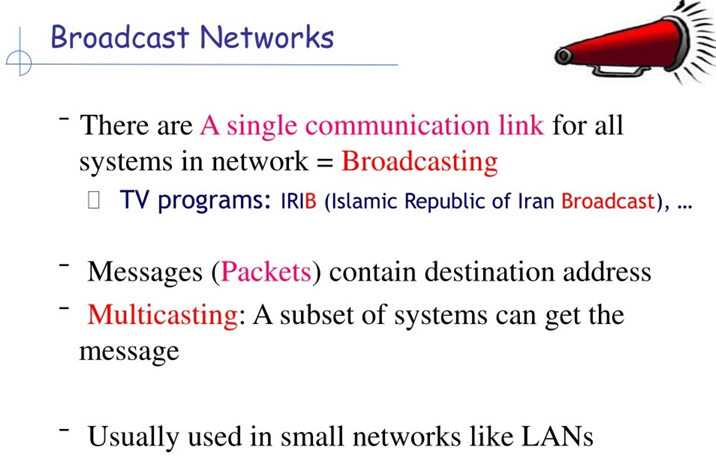 Broadcast Networks
– There are A single communication link for all
systems in network = Broadcasting
▯ TV programs: IRIB (Islamic Republic of Iran Broadcast), ...
– Messages (Packets) contain destination address
– Multicasting: A subset of systems can get the
message
– Usually used in small networks like LANs